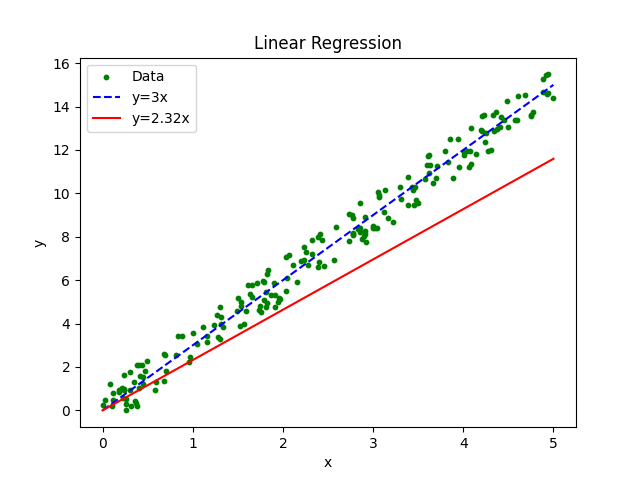 Linear Regression
Data
y=3x
y=2.32x
16
14
12
10
8
6
4
2
0
y
0 1 2 3 4 5
x